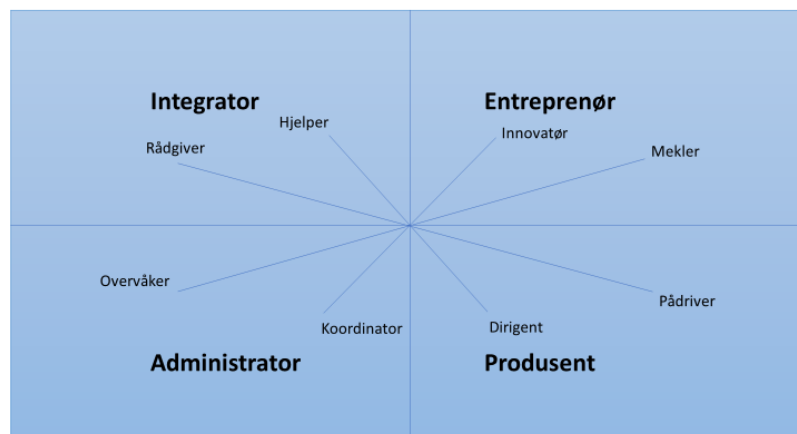 Integrator
Entreprenør
Hjelper
Innovatør
Rådgiver
Mekler
Overvåker
Pådriver
Koordinator
Dirigent
Administrator
Produsent